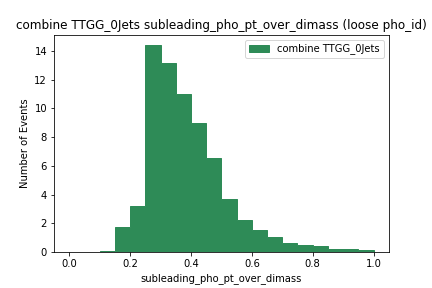 combine TTGG_0Jets subleading_pho_pt_over_dimass (loose pho_id)
combine TTGG_0Jets
Number of Events
14
12
10
8
6
4
2
0
0.0 0.2 0.4 0.6 0.8 1.0
subleading_pho_pt_over_dimass